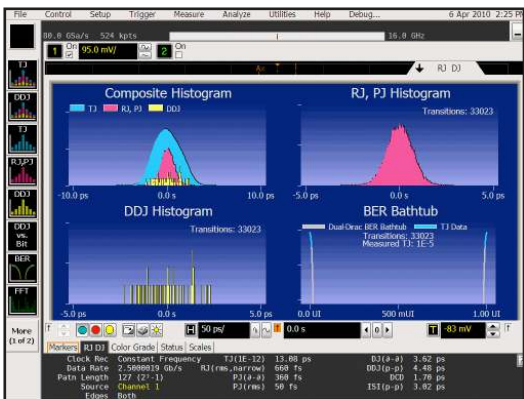 File Control Setup Trigger Measure Analyze Utilities Help Debug... 6 Apr 2010 2:25 P
80.0 GSa/s 524 kpts 16.0 GHz
1 On 95.0 mV/ 2 On
RJ DJ
TJ
DDJ
TJ
RJ,PJ
DDJ
DDJ
vs.
Bit
BER
FFT
More
(1 of 2)
Composite Histogram
TJ RJ, PJ DDJ
-10.0 ps 0.0 s 10.0 ps
RJ, PJ Histogram
Transitions: 33023
-5.0 ps 0.0 s 5.0 ps
DDJ Histogram
Transitions: 33023
-5.0 ps 0.0 s 5.0 ps
BER Bathtub
Dual-Dirac BER Bathtub TJ Data
Transitions: 33023
Measured TJ: 1E-5
0.0 UI 500 mUI 1.00 UI
H 50 ps/ 0.0 s 0 T -83 mV
Markers RJ DJ Color Grade Status Scales
Clock Rec Constant Frequency TJ(1E-12) 13.08 ps DJ(∂-∂) 3.62 ps
Data Rate 2.5000019 Gb/s RJ(rms,narrow) 660 fs DDJ(p-p) 4.48 ps
Patn Length 127 (2⁷-1) PJ(∂-∂) 360 fs DCD 1.70 ps
Source Channel 1 PJ(rms) 50 fs ISI(p-p) 3.02 ps
Edges Both